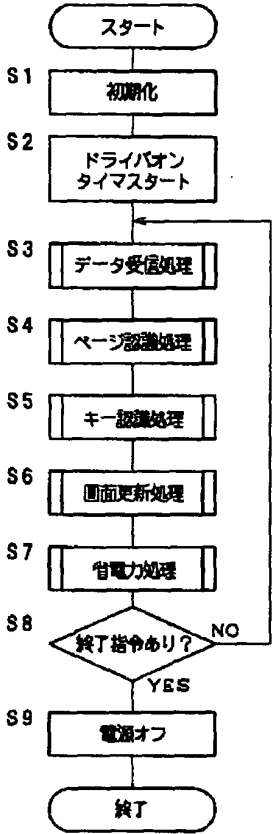 スタート
S1
初期化
S2
ドライバオン
タイマスタート
S3
データ受信処理
S4
ページ認識処理
S5
キー認識処理
S6
画面更新処理
S7
省電力処理
S8
終了指令あり?
NO
YES
S9
電源オフ
終了